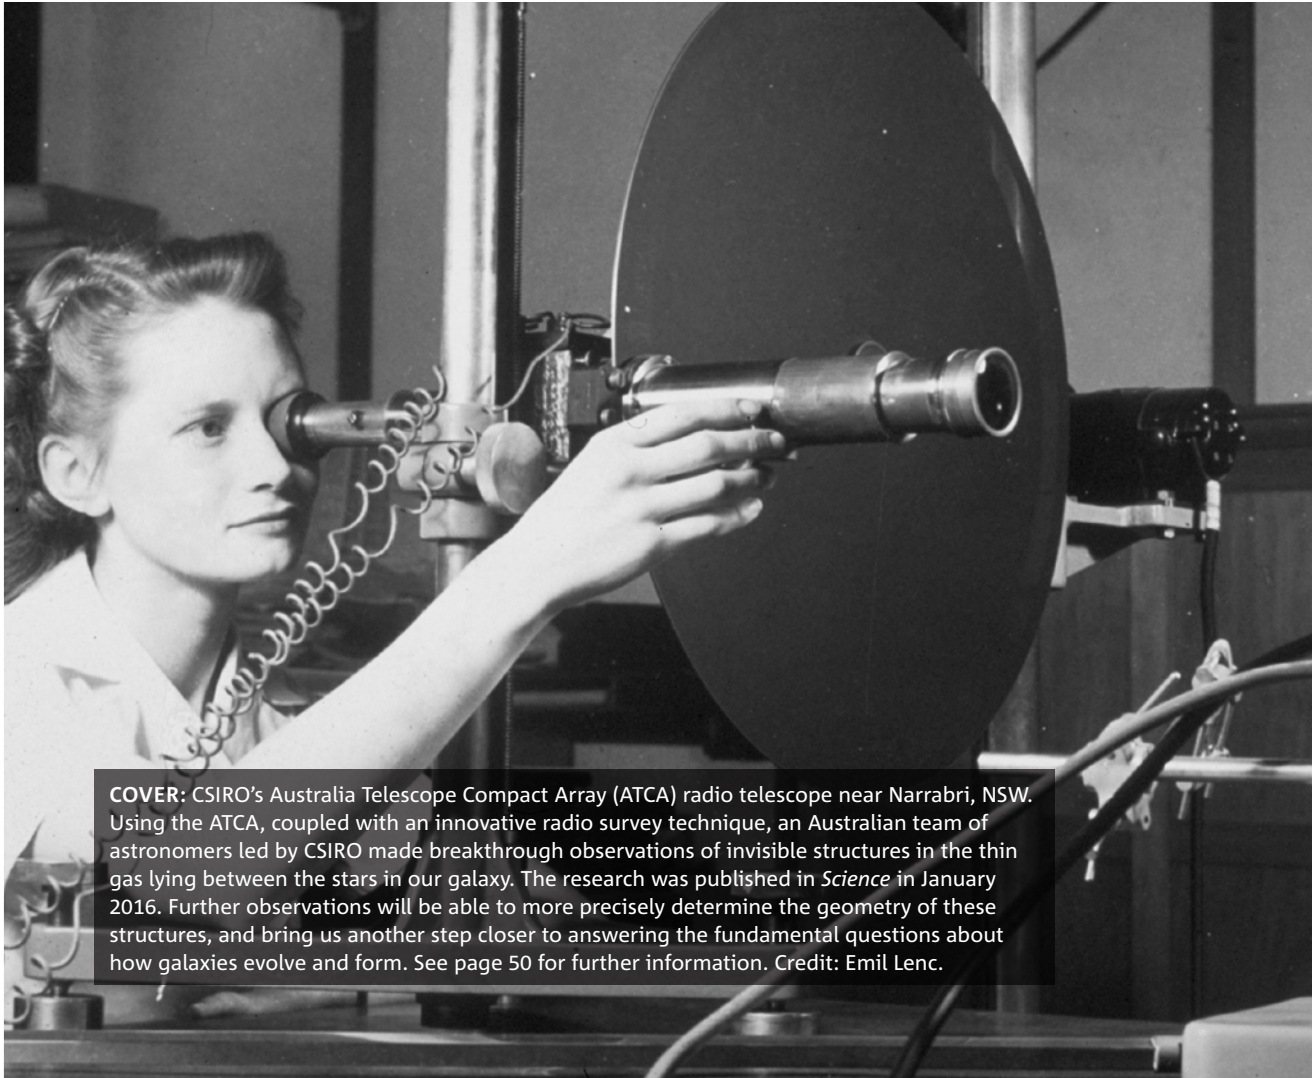 COVER: CSIRO’s Australia Telescope Compact Array (ATCA) radio telescope near Narrabri, NSW.
Using the ATCA, coupled with an innovative radio survey technique, an Australian team of
astronomers led by CSIRO made breakthrough observations of invisible structures in the thin
gas lying between the stars in our galaxy. The research was published in Science in January
2016. Further observations will be able to more precisely determine the geometry of these
structures, and bring us another step closer to answering the fundamental questions about
how galaxies evolve and form. See page 50 for further information. Credit: Emil Lenc.